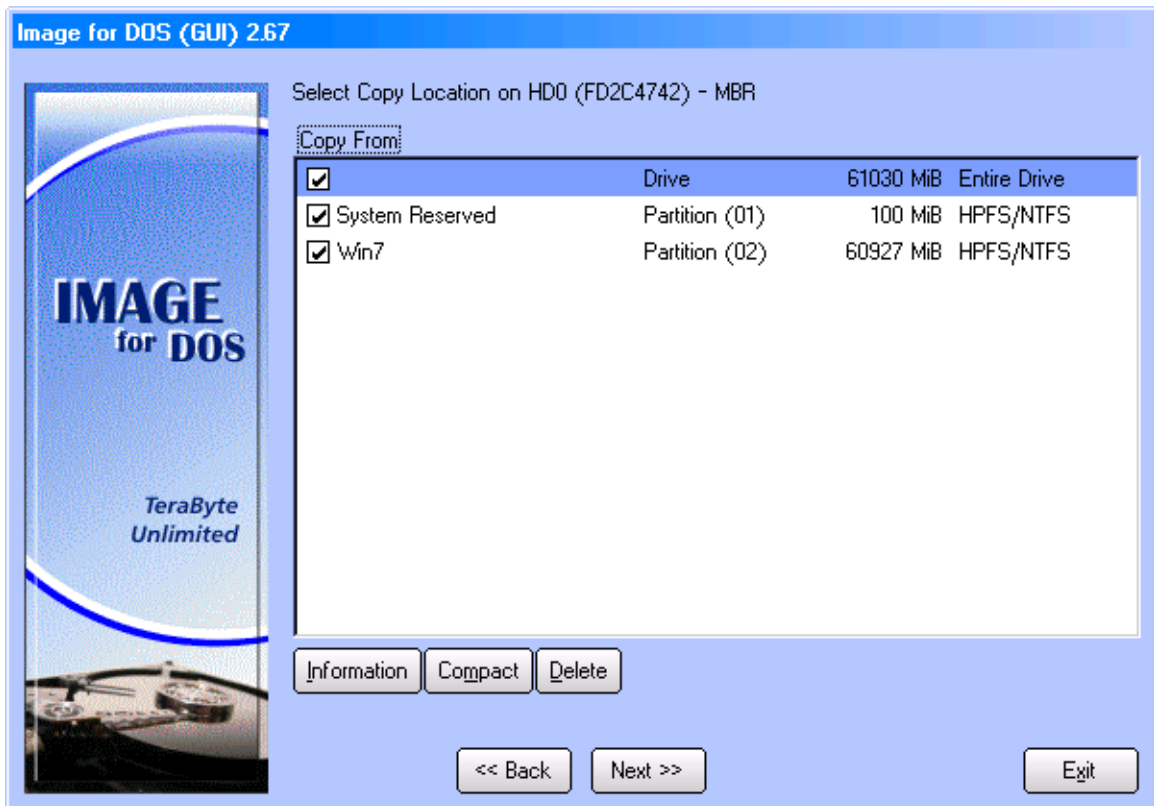 Image for DOS (GUI) 2.67
Select Copy Location on HD0 (FD2C4742) - MBR
Copy From
Drive 61030 MiB Entire Drive
System Reserved Partition (01) 100 MiB HPFS/NTFS
Win7 Partition (02) 60927 MiB HPFS/NTFS
IMAGE
for DOS
TeraByte
Unlimited
Information Compact Delete
<< Back Next >> Exit